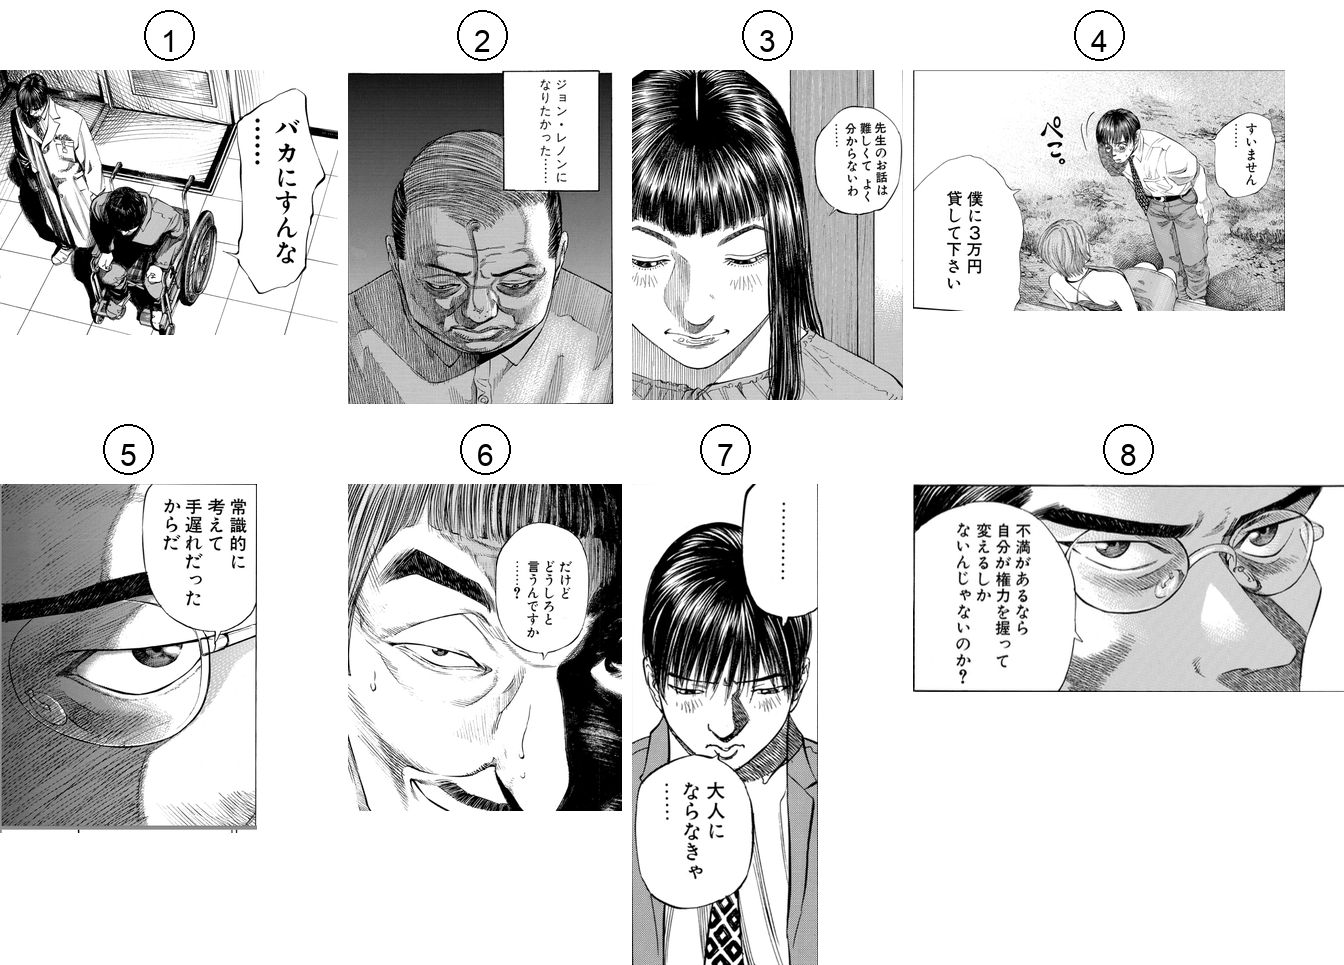 1
バカにすんな
……
2
ジョン・レノンに
なりたかった……
3
先生のお話は
難しくて よく
分からないわ
……
4
すいません
……
ぺこ。
僕に3万円
貸して下さい
5
常識的に
考えて
手遅れだった
からだ
6
だけど
どうしろと
言うんですか
……?
7
…………
大人に
ならなきゃ
……
8
不満があるなら
自分が権力を握って
変えるしか
ないんじゃないのか?